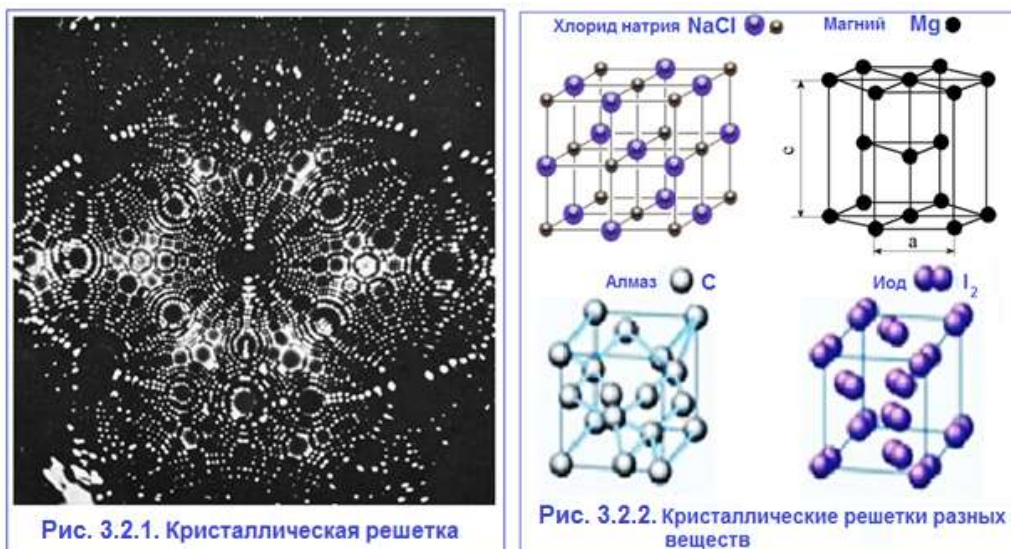 Рис. 3.2.1. Кристаллическая решетка
Хлорид натрия NaCl
Магний Mg
c
a
Алмаз C
Иод I₂
Рис. 3.2.2. Кристаллические решетки разных
веществ